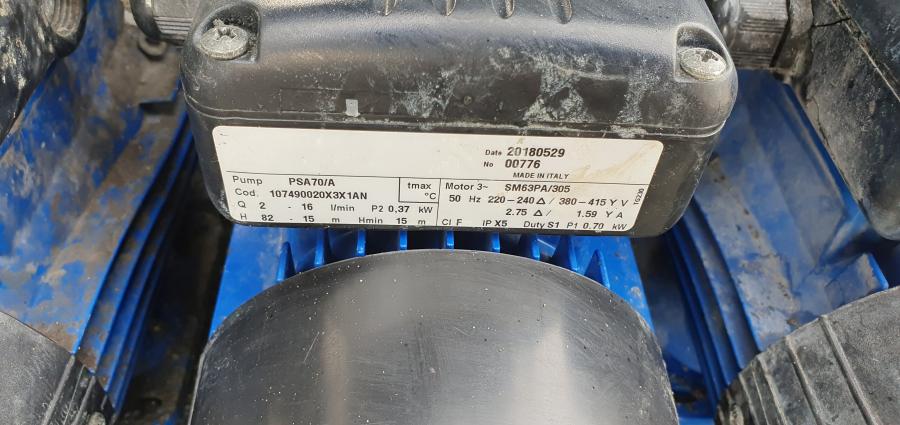 Date 20180529
No 00776
MADE IN ITALY
Pump PSA70/A
Cod. 107490020X3X1AN
tmax °C
Q 2 - 16 l/min P2 0,37 kW
H 82 - 15 m Hmin 15 m
Motor 3~ SM63PA/305
50 Hz 220-240 Δ/ 380-415 Y V
2.75 Δ/ 1.59 Y A
Cl F IP X5 Duty S1 P1 0.70 kW